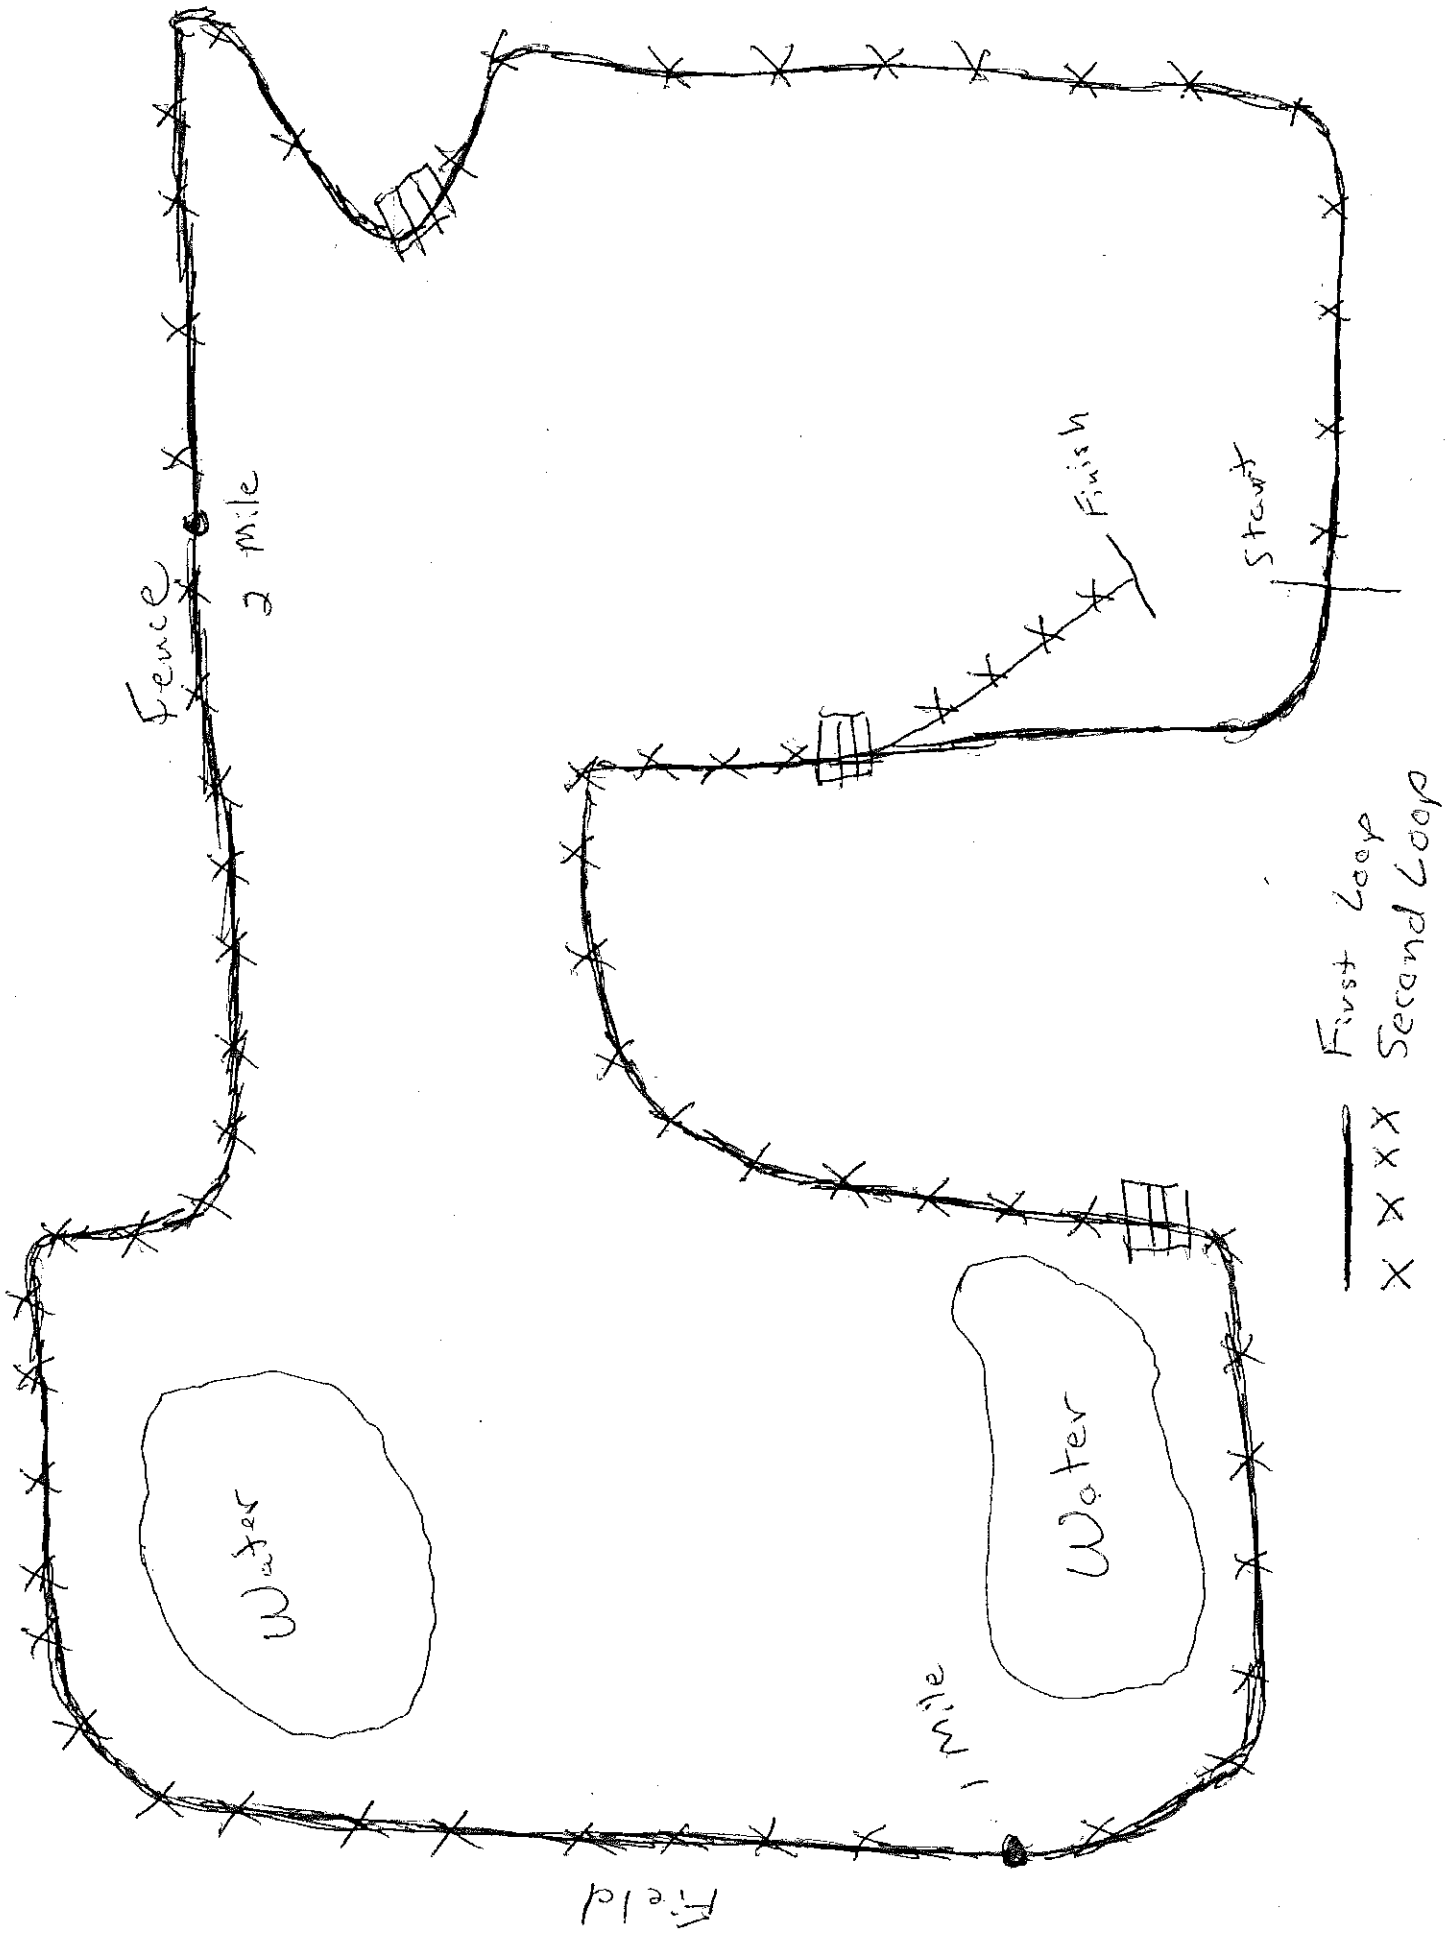 Fence
2 mile
Finish
Start
Water
Water
1 mile
Field
First Loop
x x x x Second Loop